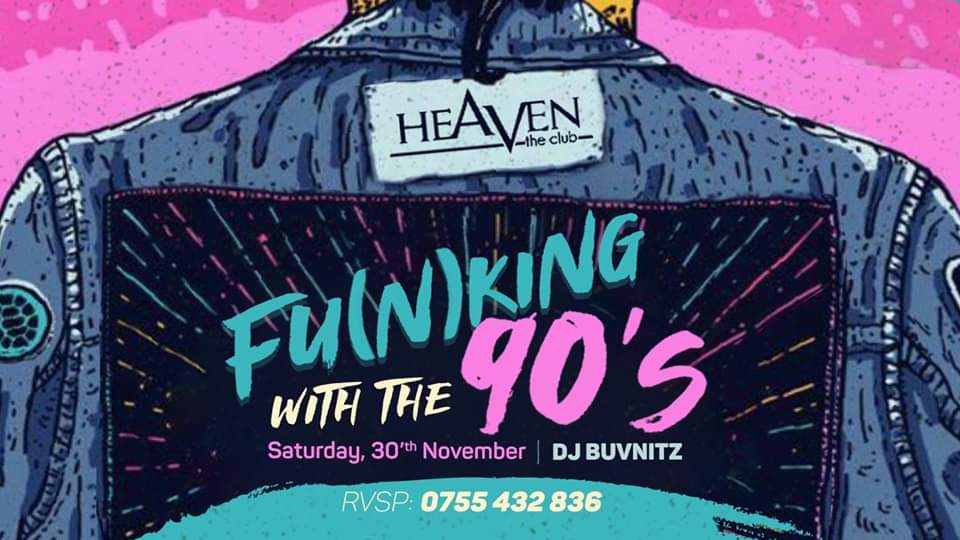 HEAVEN
the club
FU(N)KING
WITH THE 90's
Saturday, 30'th November | DJ BUVNITZ
RVSP: 0755 432 836